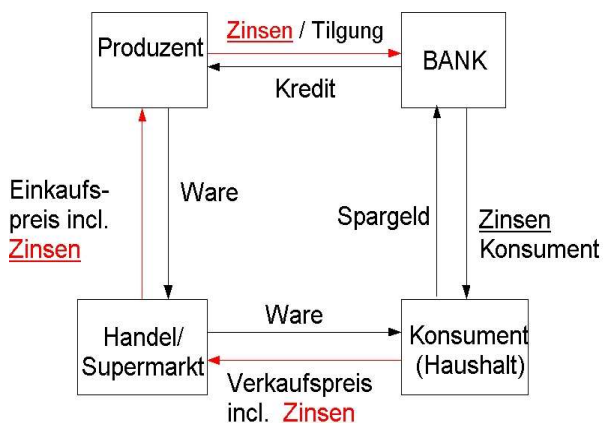 Produzent
Zinsen / Tilgung
BANK
Kredit
Einkaufs-
preis incl.
Zinsen
Ware
Spargeld
Zinsen
Konsument
Handel/
Supermarkt
Ware
Konsument
(Haushalt)
Verkaufspreis
incl. Zinsen